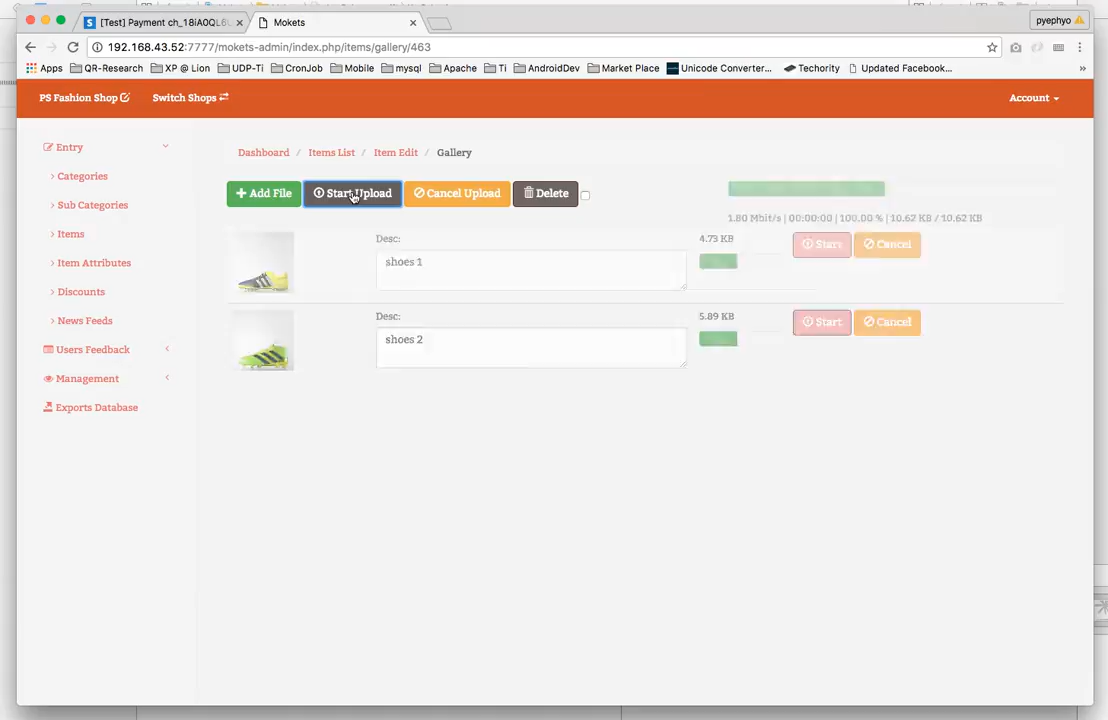 [Test] Payment ch_18iA0QL6U
Mokets
pyephyo
192.168.43.52:7777/mokets-admin/index.php/items/gallery/463
Apps QR-Research XP @ Lion UDP-Ti CronJob Mobile mysql Apache Ti AndroidDev Market Place Unicode Converter... Techority Updated Facebook... »
PS Fashion Shop Switch Shops Account
Entry
Categories
Sub Categories
Items
Item Attributes
Discounts
News Feeds
Users Feedback
Management
Exports Database
Dashboard / Items List / Item Edit / Gallery
+ Add File Start Upload Cancel Upload Delete
1.80 Mbit/s | 00:00:00 | 100.00 % | 10.62 KB / 10.62 KB
Desc: 4.73 KB Start Cancel
shoes 1
Desc: 5.89 KB Start Cancel
shoes 2